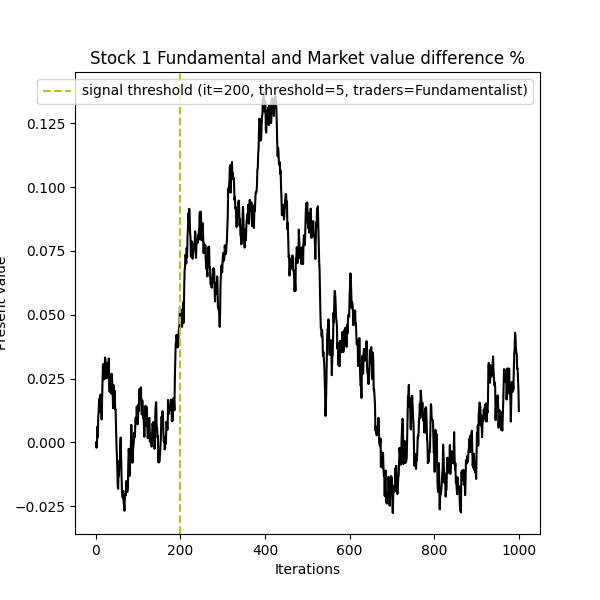 Stock 1 Fundamental and Market value difference %
signal threshold (it=200, threshold=5, traders=Fundamentalist)
0.125
0.100
0.075
0.050
0.025
0.000
−0.025
Present value
0 200 400 600 800 1000
Iterations